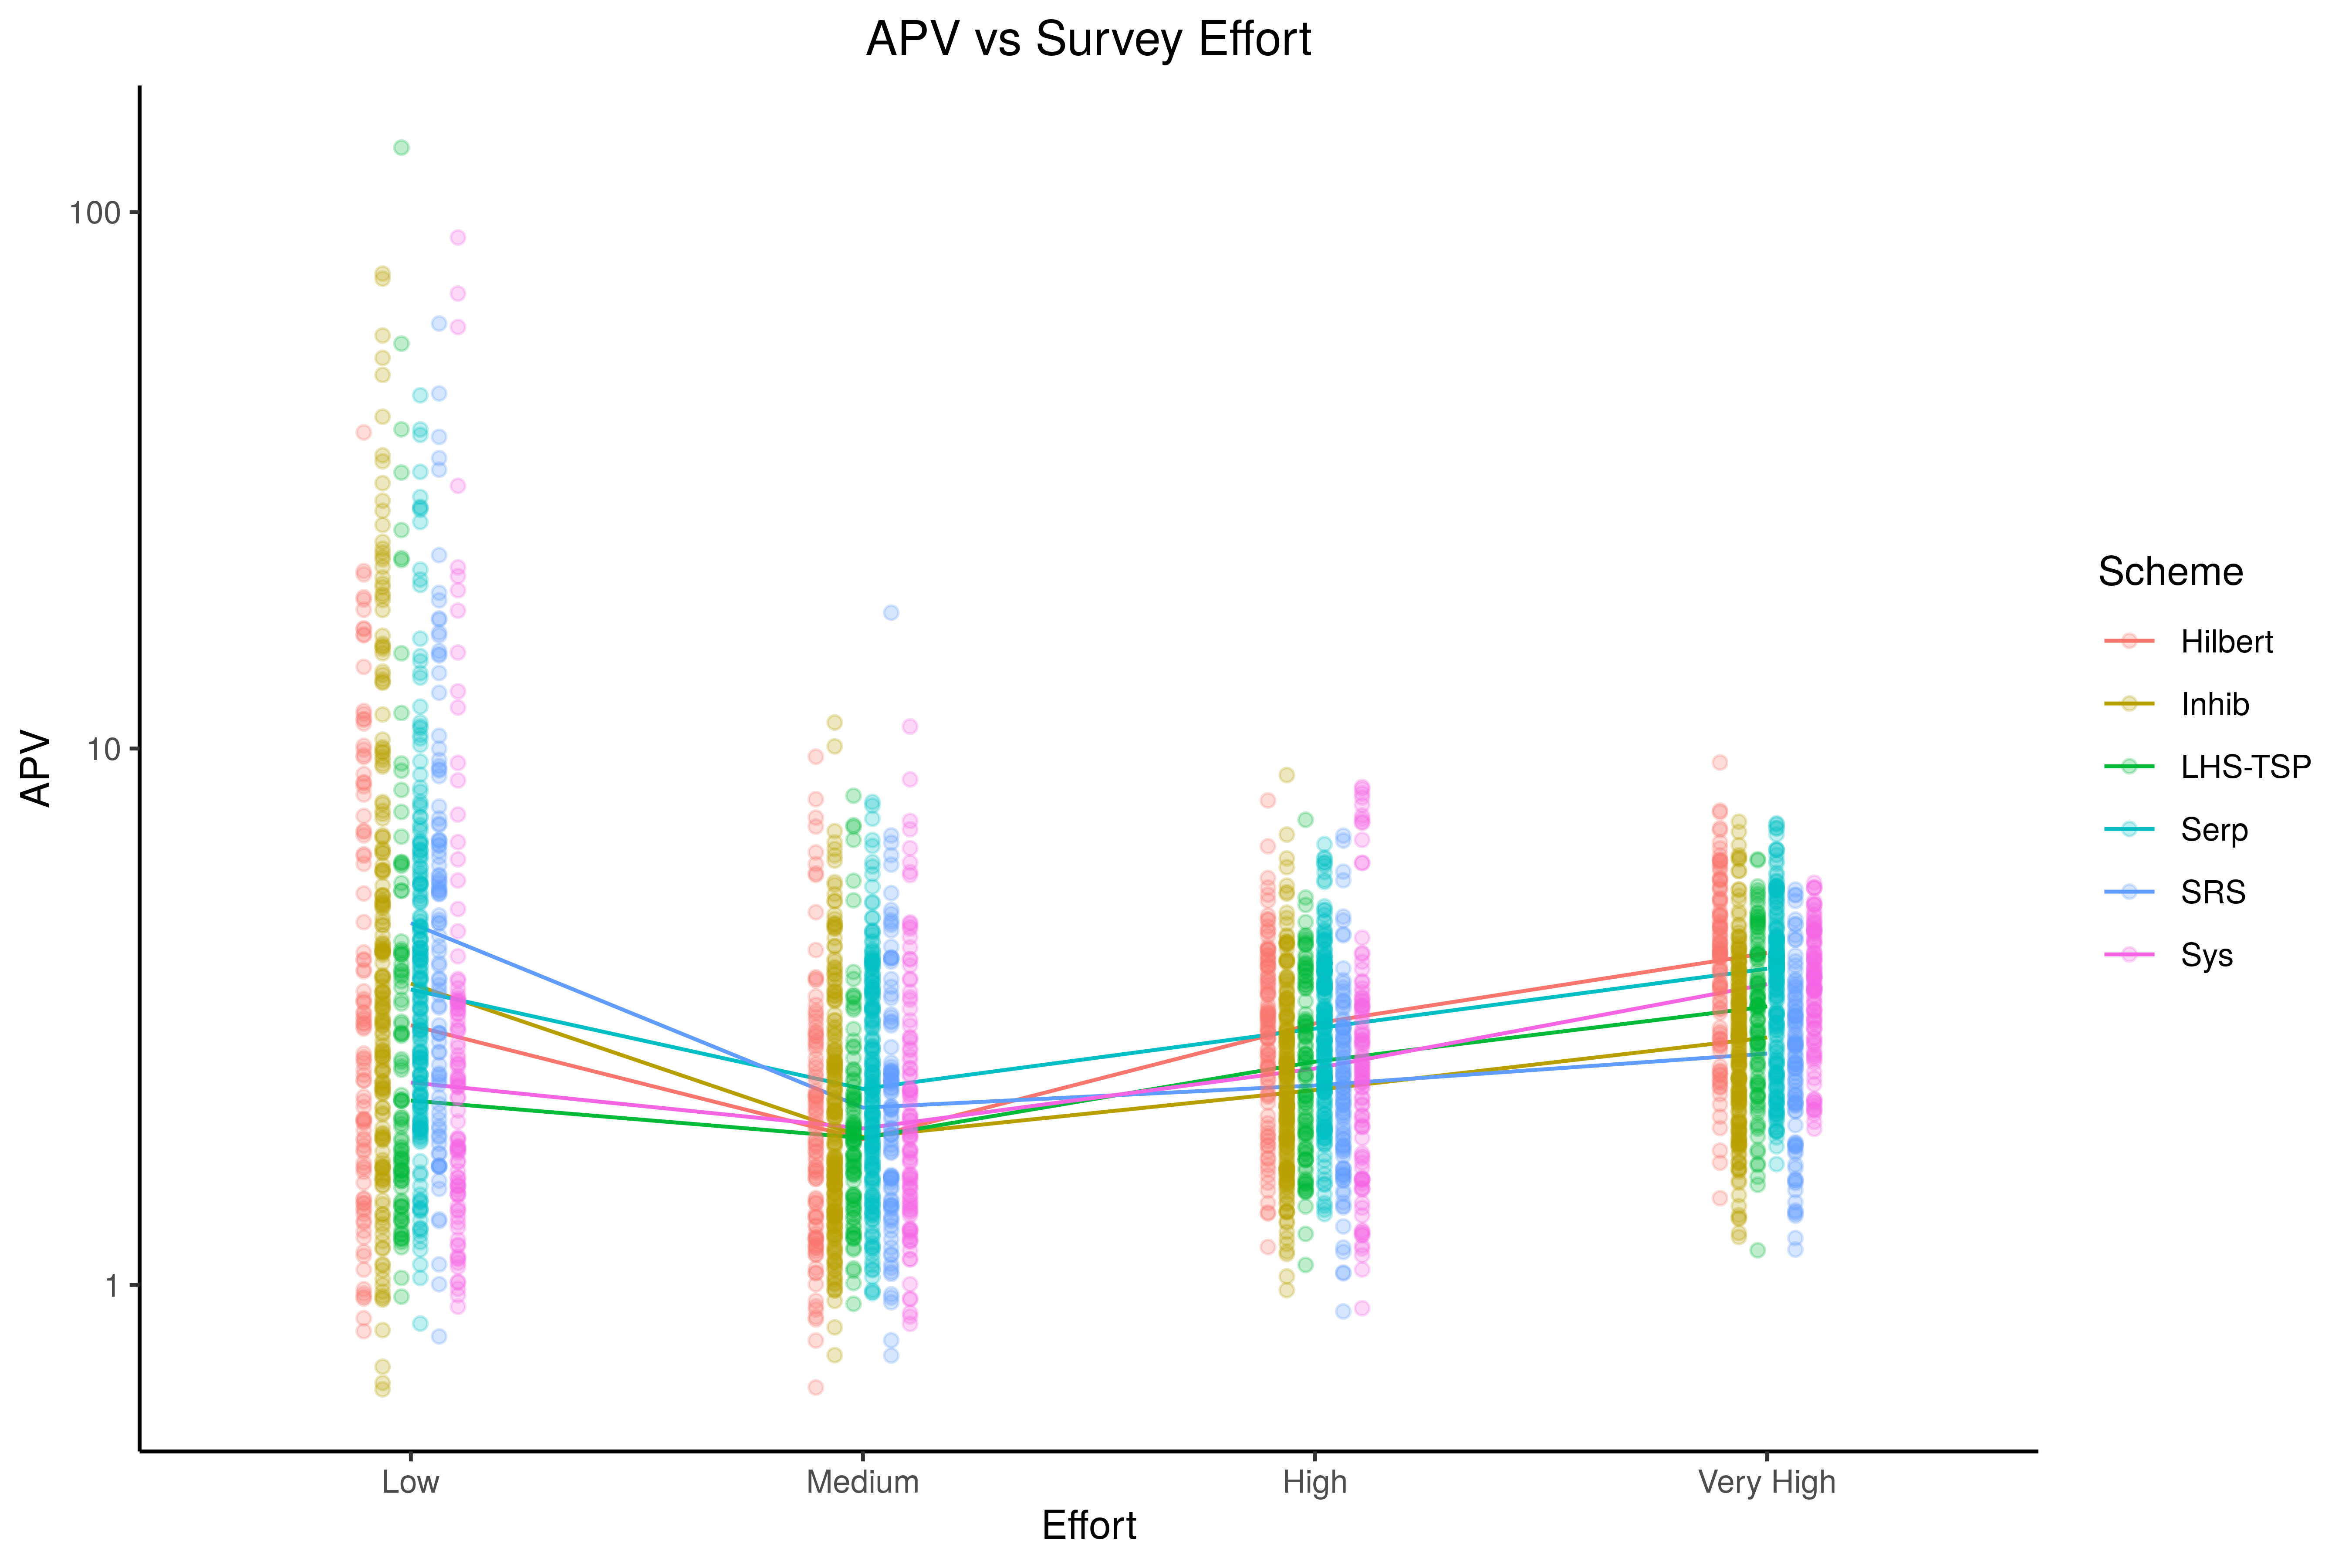 APV vs Survey Effort
100
10
1
APV
Low
Medium
High
Very High
Effort
Scheme
Hilbert
Inhib
LHS-TSP
Serp
SRS
Sys